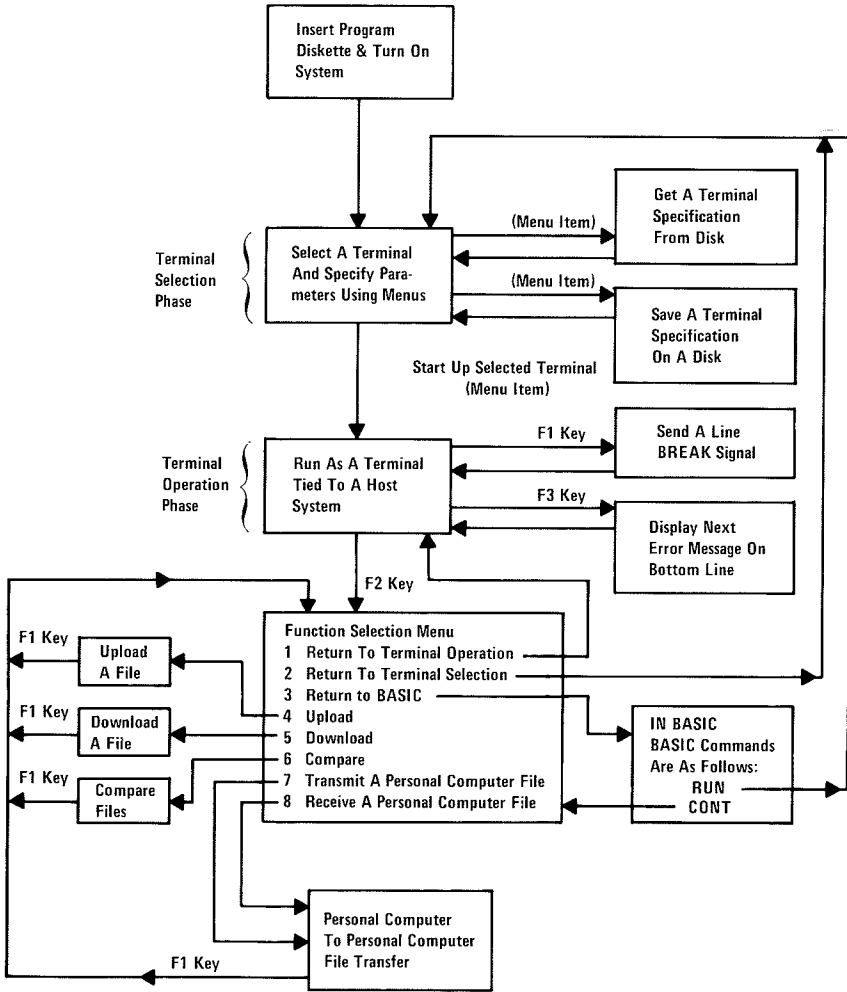 Insert Program
Diskette & Turn On
System
Terminal
Selection
Phase
Select A Terminal
And Specify Para-
meters Using Menus
(Menu Item)
Get A Terminal
Specification
From Disk
(Menu Item)
Save A Terminal
Specification
On A Disk
Start Up Selected Terminal
(Menu Item)
Terminal
Operation
Phase
Run As A Terminal
Tied To A Host
System
F1 Key
Send A Line
BREAK Signal
F3 Key
Display Next
Error Message On
Bottom Line
F2 Key
Function Selection Menu
1 Return To Terminal Operation
2 Return To Terminal Selection
3 Return to BASIC
4 Upload
5 Download
6 Compare
7 Transmit A Personal Computer File
8 Receive A Personal Computer File
F1 Key
Upload
A File
F1 Key
Download
A File
F1 Key
Compare
Files
IN BASIC
BASIC Commands
Are As Follows:
RUN
CONT
Personal Computer
To Personal Computer
File Transfer
F1 Key